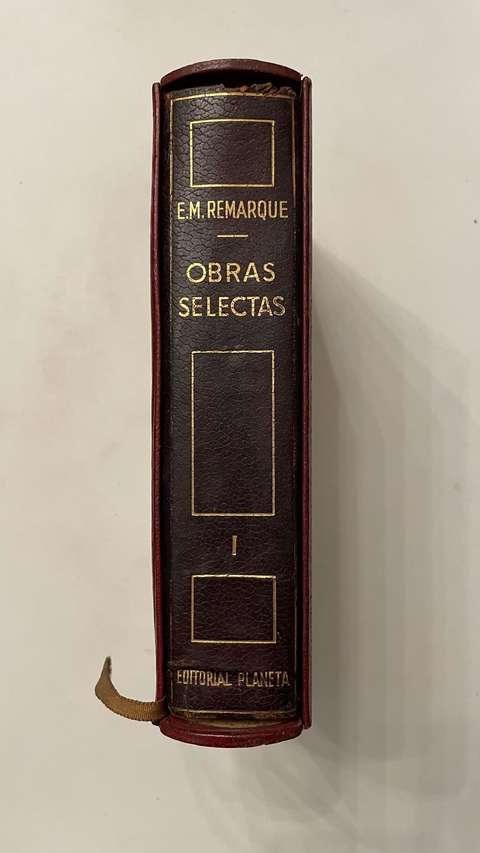 E.M. REMARQUE
OBRAS
SELECTAS
I
EDITORIAL PLANETA